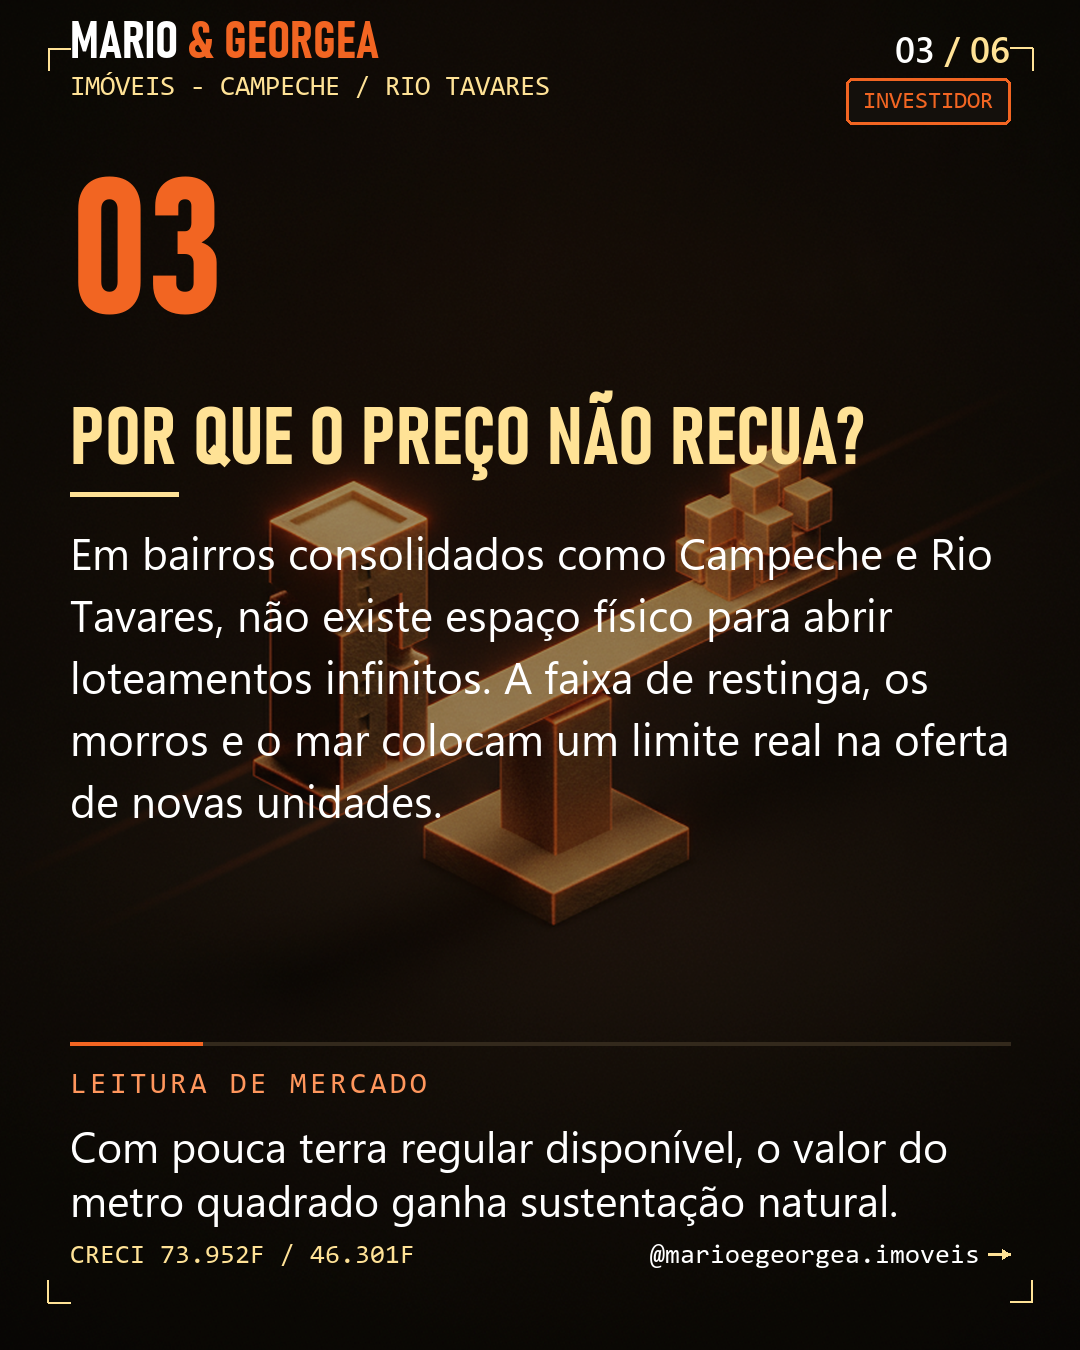 MARIO & GEORGEA
IMÓVEIS - CAMPECHE / RIO TAVARES
03 / 06
INVESTIDOR
03
POR QUE O PREÇO NÃO RECUA?
Em bairros consolidados como Campeche e Rio
Tavares, não existe espaço físico para abrir
loteamentos infinitos. A faixa de restinga, os
morros e o mar colocam um limite real na oferta
de novas unidades.
LEITURA DE MERCADO
Com pouca terra regular disponível, o valor do
metro quadrado ganha sustentação natural.
CRECI 73.952F / 46.301F
@marioegeorgea.imoveis →